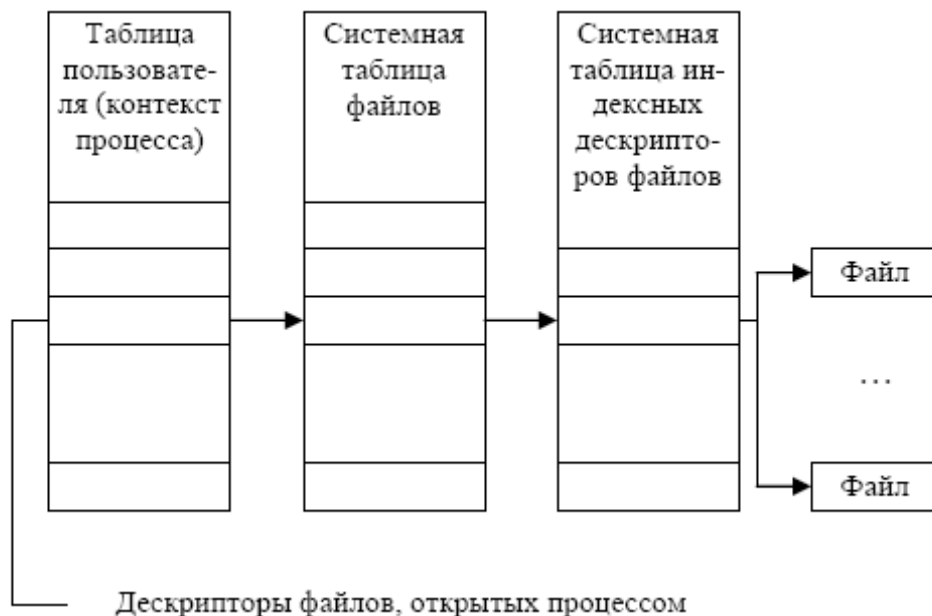 Таблица
пользовате-
ля (контекст
процесса)
Системная
таблица
файлов
Системная
таблица ин-
дексных
дескрипто-
ров файлов
Файл
...
Файл
Дескрипторы файлов, открытых процессом